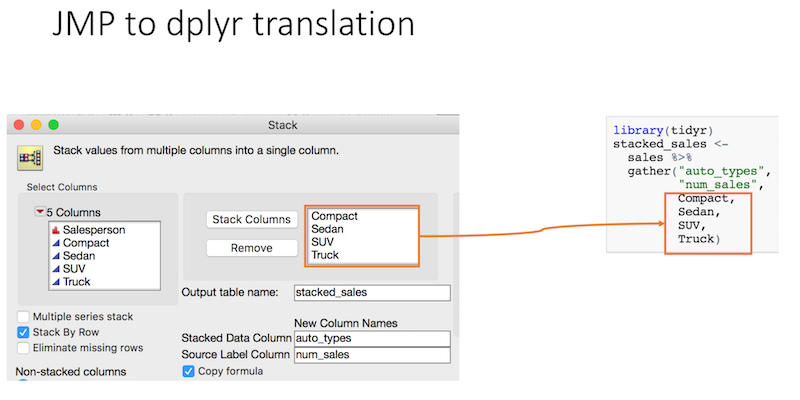 JMP to dplyr translation
Stack
Stack values from multiple columns into a single column.
Select Columns
5 Columns
Salesperson
Compact
Sedan
SUV
Truck
Stack Columns
Remove
Compact
Sedan
SUV
Truck
Output table name: stacked_sales
Multiple series stack
Stack By Row
Eliminate missing rows
Non-stacked columns
New Column Names
Stacked Data Column auto_types
Source Label Column num_sales
Copy formula
library(tidyr)
stacked_sales <-
sales %>%
gather("auto_types",
"num_sales",
Compact,
Sedan,
SUV,
Truck)